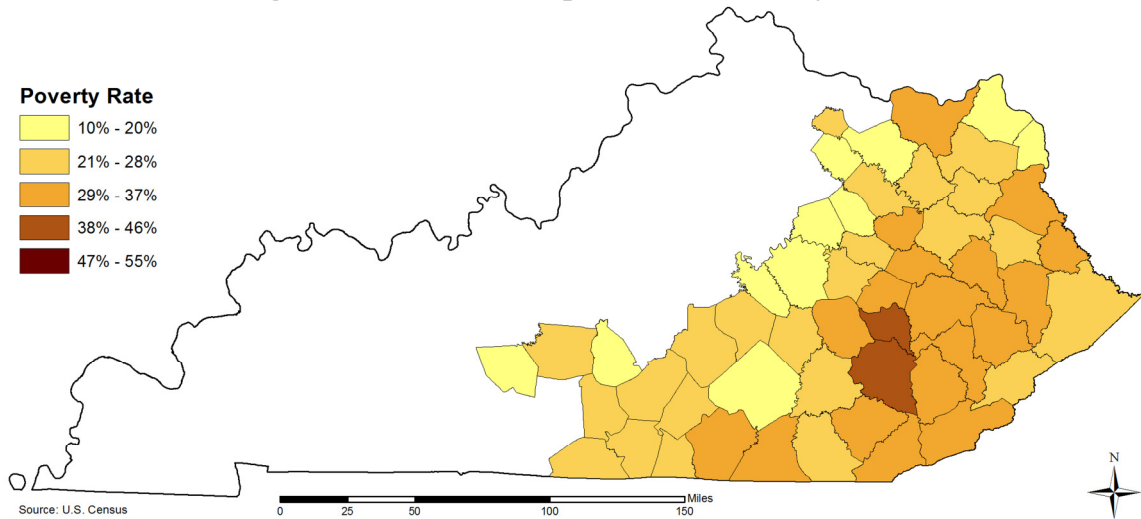 Poverty Rate
10% - 20%
21% - 28%
29% - 37%
38% - 46%
47% - 55%
N
Miles
0 25 50 100 150
Source: U.S. Census